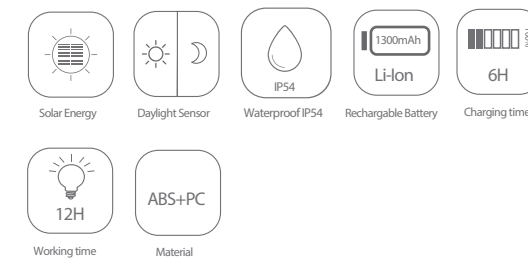 1300mAh
IP54
Li-Ion
6H
Solar Energy
Daylight Sensor
Waterproof IP54
Rechargable Battery
Charging time
12H
ABS+PC
Working time
Material